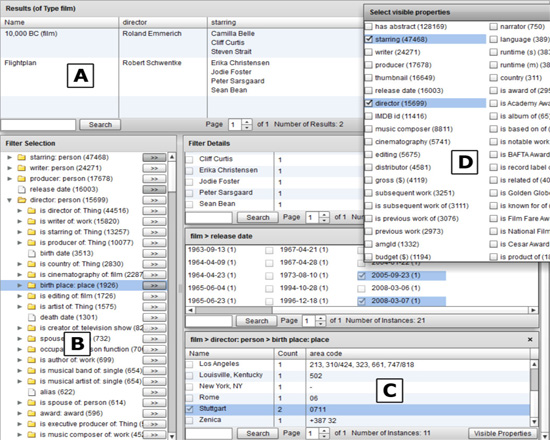 Results (of Type film)
Name director starring
10,000 BC (film) Roland Emmerich Camilla Belle
Cliff Curtis
Steven Strait
Flightplan Robert Schwentke Erika Christensen
Jodie Foster
Peter Sarsgaard
Sean Bean
A
Search Page 1 of 1 Number of Results: 2
Select visible properties
has abstract (128169) narrator (750)
starring (47468) language (389)
writer (24271) runtime (s) (383
producer (17678) runtime (m) (38
thumbnail (16649) country (311)
release date (16003) is award of (295
director (15699) is Academy Awa
IMDB id (11416) is album of (65)
music composer (8811) is based on of (
cinematography (5741) is notable work
editing (5675) is BAFTA Award
distributor (4581) is record label o
gross ($) (4119) is related of (40
subsequent work (3251) is Golden Globe
is subsequent work of (3111) is known for of
is previous work of (3076) is Film Fare Aw
previous work (2973) is National Film
amgId (1332) is Cesar Award
budget ($) (1194) is product of (1
D
Filter Selection
starring: person (47468) >>
writer: person (24271) >>
producer: person (17678) >>
release date (16003) >>
director: person (15699) >>
is director of: Thing (44516) >>
is writer of: work (15820) >>
is starring of: Thing (13257) >>
is producer of: Thing (10077) >>
birth date (3513) >>
is country of: Thing (2830) >>
is cinematography of: film (2287 >>
birth place: place (1926) >>
is editing of: film (1726) >>
is artist of: Thing (1575) >>
death date (1301) >>
is creator of: television show (82 >>
spouse (732) >>
occupa function (706 >>
is author of: work (699) >>
is musical band of: single (654) >>
is musical artist of: single (654) >>
alias (622) >>
is spouse of: person (614) >>
award: award (596) >>
is executive producer of: Thing ( >>
is music composer of: work (45 >>
B
Filter Details
Cliff Curtis 1
Erika Christensen 1
Jodie Foster 1
Peter Sarsgaard 1
Sean Bean 1
Search Page 1 of 1 Number of Instances:
film > release date
1963-09-13 (1) 1967-04-21 (1)
1964-04-23 (1) 1973-08-10 (1) 2005-09-23 (1)
1965-06-14 (1) 1994-10-28 (1) 2008-03-06 (1)
1965-06-23 (1) 1996-12-18 (1) 2008-03-07 (1)
Search Page 1 of 1 Number of Instances: 21
film > director: person > birth place: place
Name Count area code
Los Angeles 1 213, 310/424, 323, 661, 747/818
Louisville, Kentucky 1 502
New York, NY 1 -
Rome 1 06
Stuttgart 2 0711
Zenica 1 +387 32
C
Search Page 1 of 1 Number of Instances: 11 Visible Properties